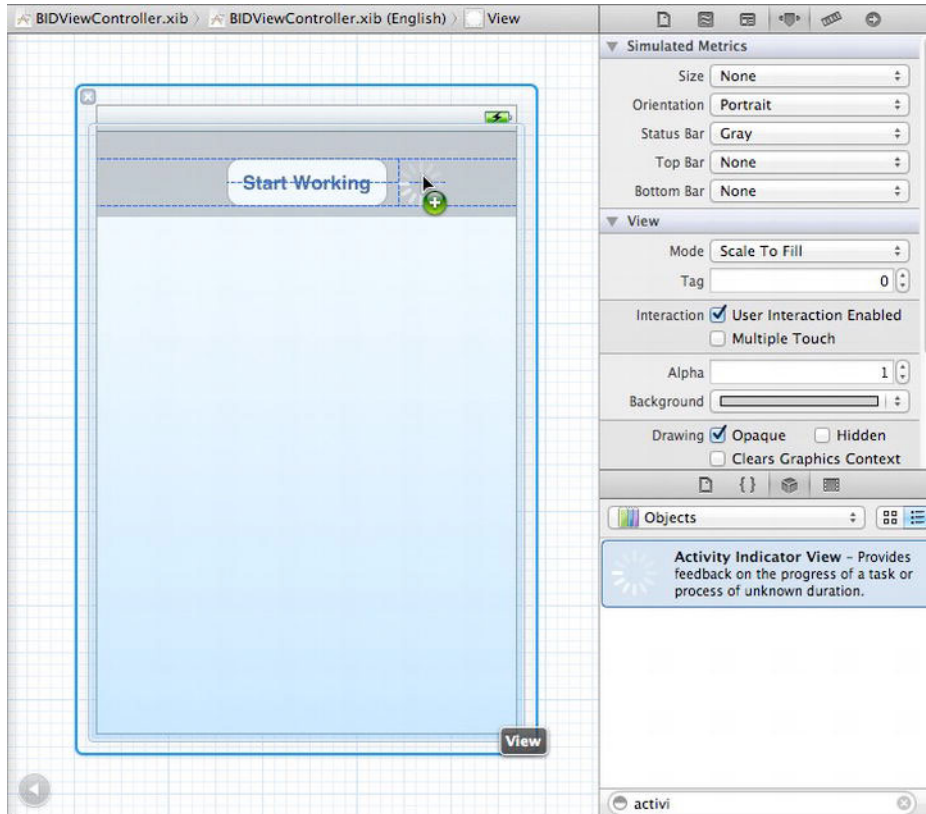 BIDViewController.xib BIDViewController.xib (English) View
Start Working
View
Simulated Metrics
Size None
Orientation Portrait
Status Bar Gray
Top Bar None
Bottom Bar None
View
Mode Scale To Fill
Tag 0
Interaction User Interaction Enabled
Multiple Touch
Alpha 1
Background
Drawing Opaque Hidden
Clears Graphics Context
{ }
Objects
Activity Indicator View – Provides
feedback on the progress of a task or
process of unknown duration.
activi